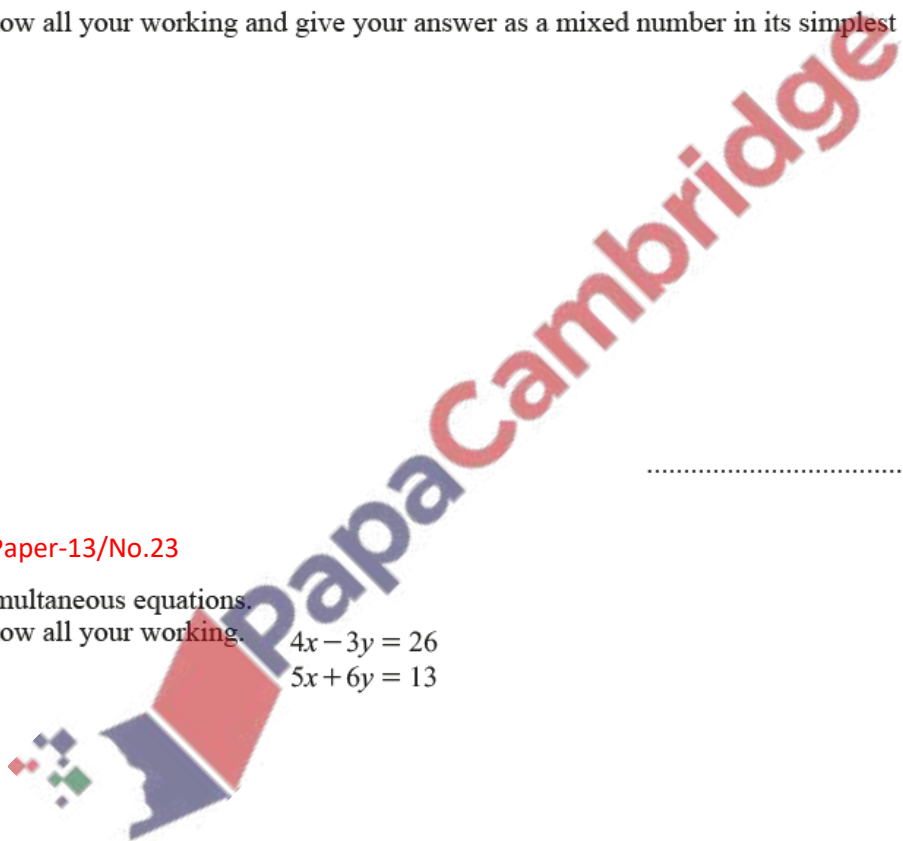 ow all your working and give your answer as a mixed number in its simplest
PapaCambridge
..................................
Paper-13/No.23
multaneous equations.
ow all your working.
4x − 3y = 26
5x + 6y = 13